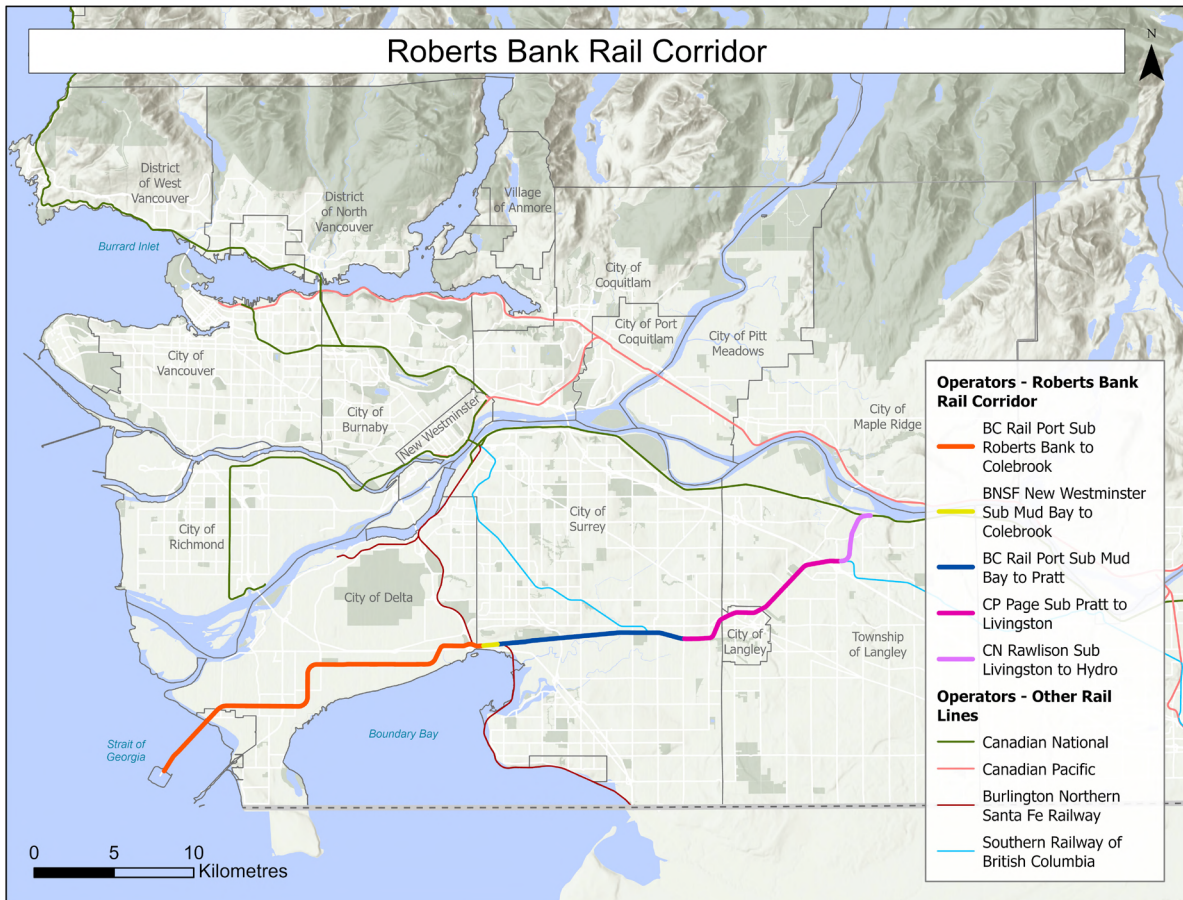 Roberts Bank Rail Corridor
N
District
of West
Vancouver
District
of North
Vancouver
Village
of Anmore
Burrard Inlet
City of
Coquitlam
City of Port
Coquitlam
City of Pitt
Meadows
City of
Vancouver
City of
Burnaby
New Westminster
City of
Maple Ridge
City of
Richmond
City of
Surrey
City of Delta
City of
Langley
Township
of Langley
Strait of
Georgia
Boundary Bay
Operators - Roberts Bank
Rail Corridor
BC Rail Port Sub
Roberts Bank to
Colebrook
BNSF New Westminster
Sub Mud Bay to
Colebrook
BC Rail Port Sub Mud
Bay to Pratt
CP Page Sub Pratt to
Livingston
CN Rawlison Sub
Livingston to Hydro
Operators - Other Rail
Lines
Canadian National
Canadian Pacific
Burlington Northern
Santa Fe Railway
Southern Railway of
British Columbia
0 5 10
Kilometres